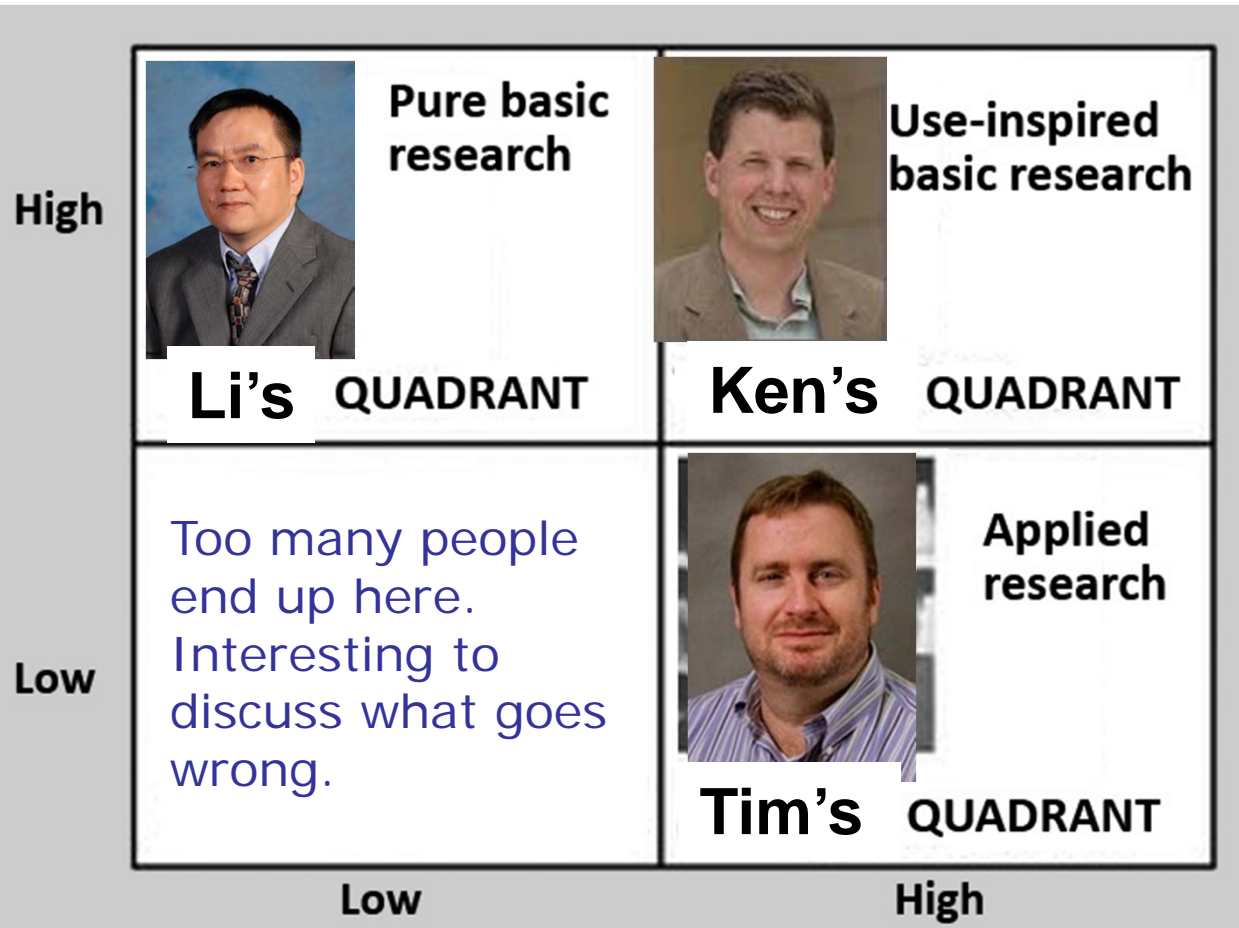 Pure basic
research
Use-inspired
basic research
High
Li's QUADRANT
Ken's QUADRANT
Too many people
end up here.
Interesting to
discuss what goes
wrong.
Applied
research
Low
Tim's QUADRANT
Low
High